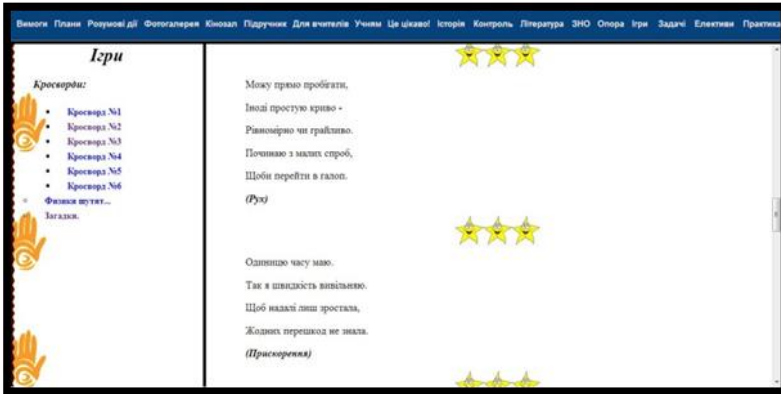 Вимоги Плани Розумові дії Фотогалерея Кінозал Підручник Для вчителів Учням Це цікаво! Історія Контроль Література ЗНО Опора Ігри Задачі Елективи Практика
Ігри
Кросворди:
Кросворд №1
Кросворд №2
Кросворд №3
Кросворд №4
Кросворд №5
Кросворд №6
Физики шутят...
Загадки.
Можу прямо пробігати,
Іноді простую криво -
Рівномірно чи грайливо.
Починаю з малих спроб,
Щоби перейти в галоп.
(Рух)
Одиницю часу маю.
Так я швидкість вивільняю.
Щоб надалі лиш зростала,
Жодних перешкод не знала.
(Прискорення)